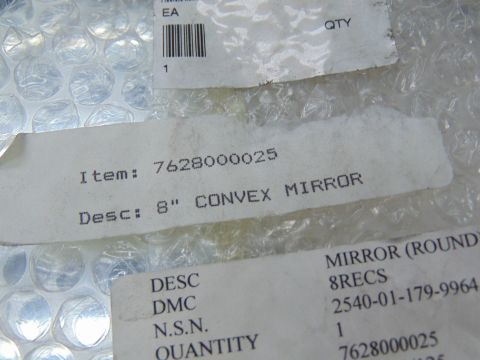 EA
QTY
1
Item: 7628000025
Desc: 8" CONVEX MIRROR
DESC MIRROR (ROUND)
DMC 8RECS
N.S.N. 2540-01-179-9964
QUANTITY 1
7628000025